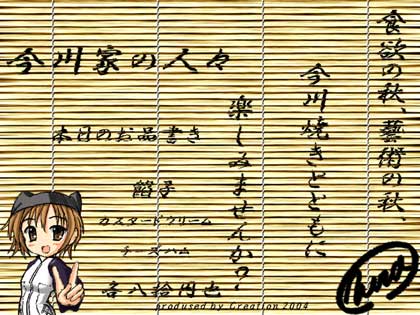 食欲の秋、藝術の秋、
今川焼きとともに
楽しみませんか？
今川家の人々
本日のお品書き
餡子
カスタードクリーム
チーズハム
各八拾円也
prodused by Creation 2004